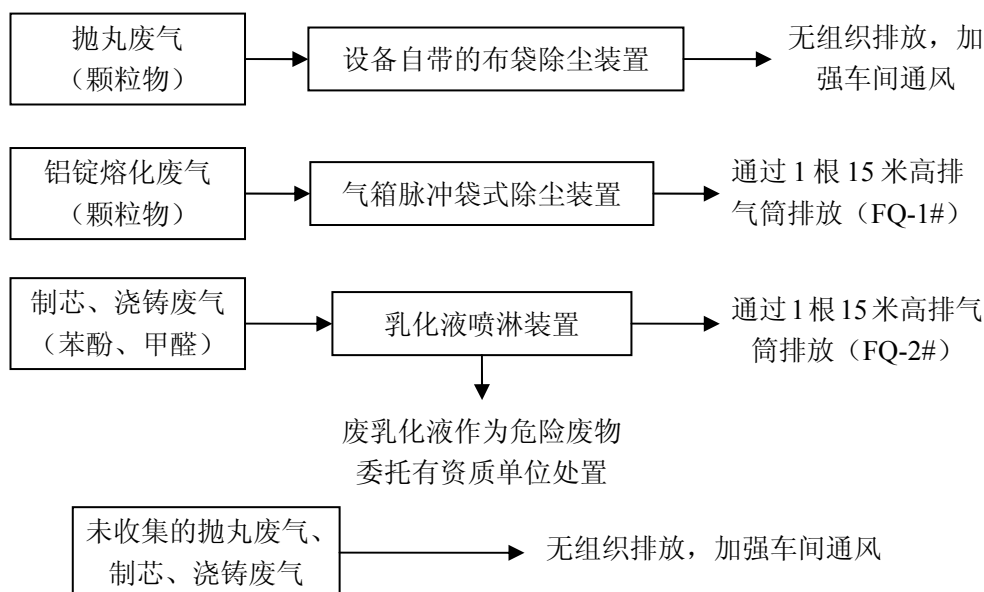 抛丸废气
（颗粒物）
设备自带的布袋除尘装置
无组织排放，加
强车间通风
铝锭熔化废气
（颗粒物）
气箱脉冲袋式除尘装置
通过 1 根 15 米高排
气筒排放（FQ-1#）
制芯、浇铸废气
（苯酚、甲醛）
乳化液喷淋装置
通过 1 根 15 米高排气
筒排放（FQ-2#）
废乳化液作为危险废物
委托有资质单位处置
未收集的抛丸废气、
制芯、浇铸废气
无组织排放，加强车间通风